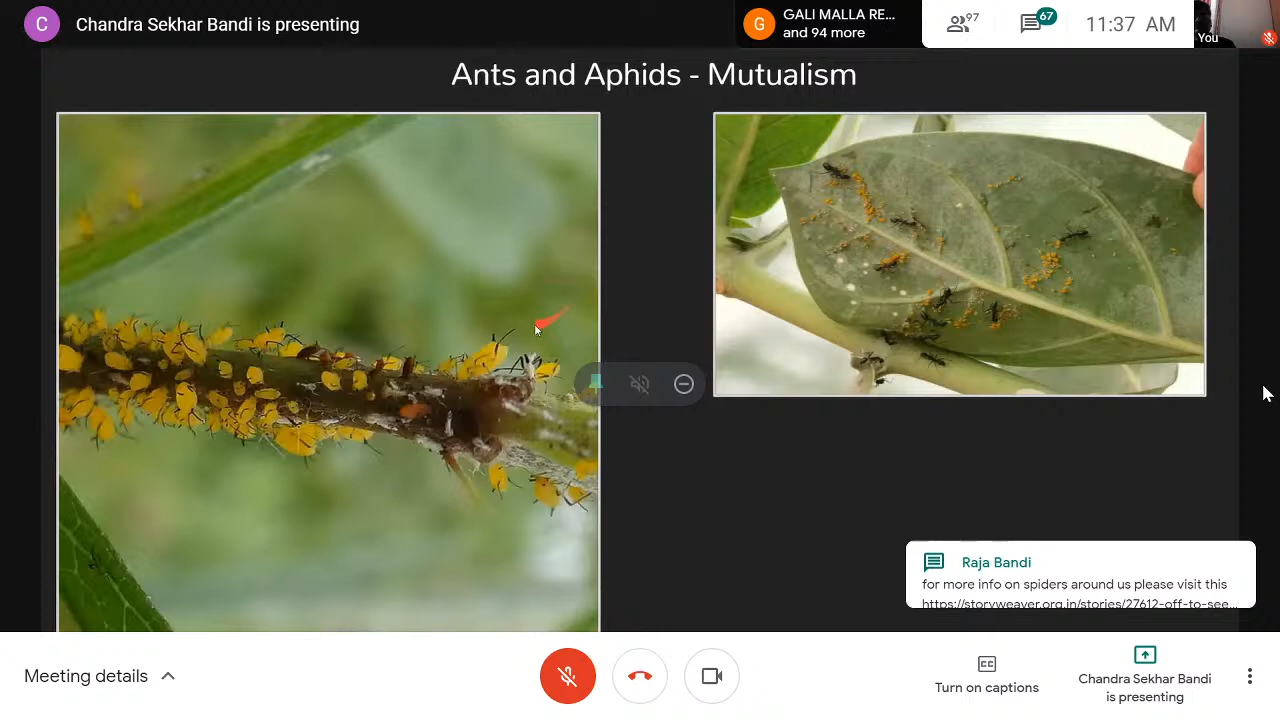 C
Chandra Sekhar Bandi is presenting
G
GALI MALLA RE...
and 94 more
97
67
11:37 AM
You
Ants and Aphids - Mutualism
Raja Bandi
for more info on spiders around us please visit this
https://storyweaver.org.in/stories/27612-off-to-see...
Meeting details
CC
Turn on captions
Chandra Sekhar Bandi
is presenting